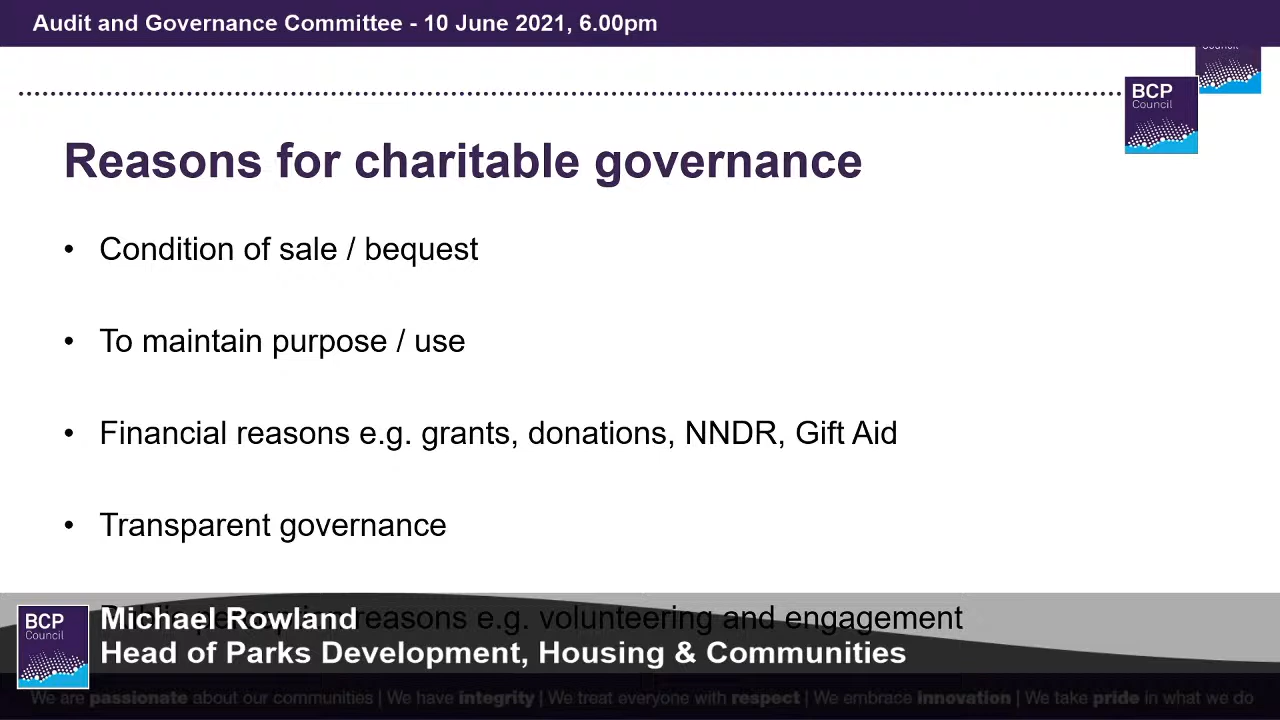 Audit and Governance Committee - 10 June 2021, 6.00pm
Council
BCP
Council
Reasons for charitable governance
• Condition of sale / bequest
• To maintain purpose / use
• Financial reasons e.g. grants, donations, NNDR, Gift Aid
• Transparent governance
reasons e.g. volunteering and engagement
BCP
Council
Michael Rowland
Head of Parks Development, Housing & Communities
We are passionate about our communities | We have integrity | We treat everyone with respect | We embrace innovation | We take pride in what we do